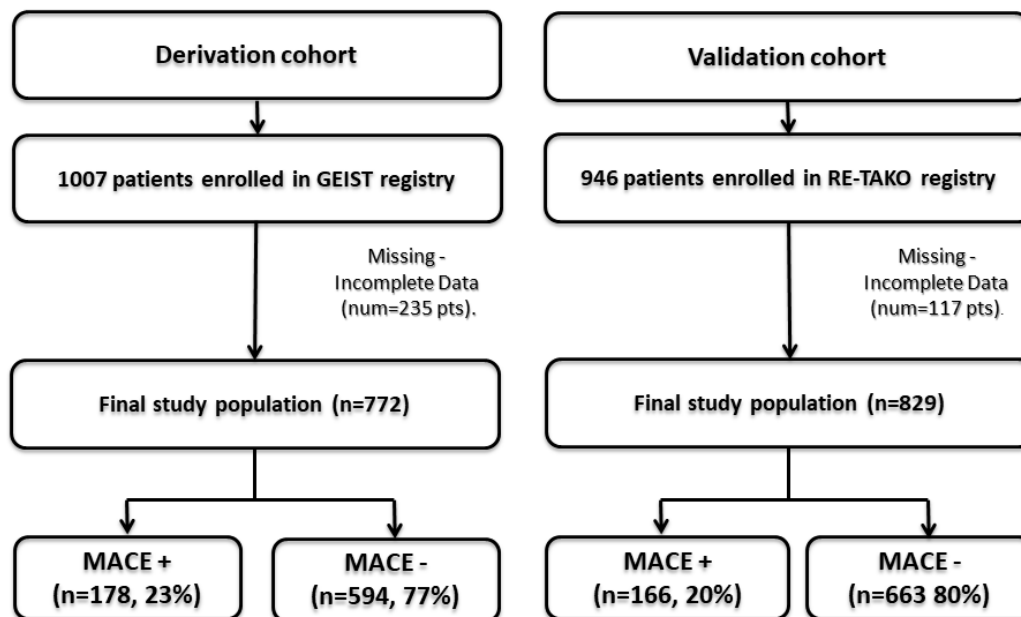 Derivation cohort
1007 patients enrolled in GEIST registry
Missing -
Incomplete Data
(num=235 pts).
Final study population (n=772)
MACE +
(n=178, 23%)
MACE -
(n=594, 77%)
Validation cohort
946 patients enrolled in RE-TAKO registry
Missing -
Incomplete Data
(num=117 pts).
Final study population (n=829)
MACE +
(n=166, 20%)
MACE -
(n=663 80%)